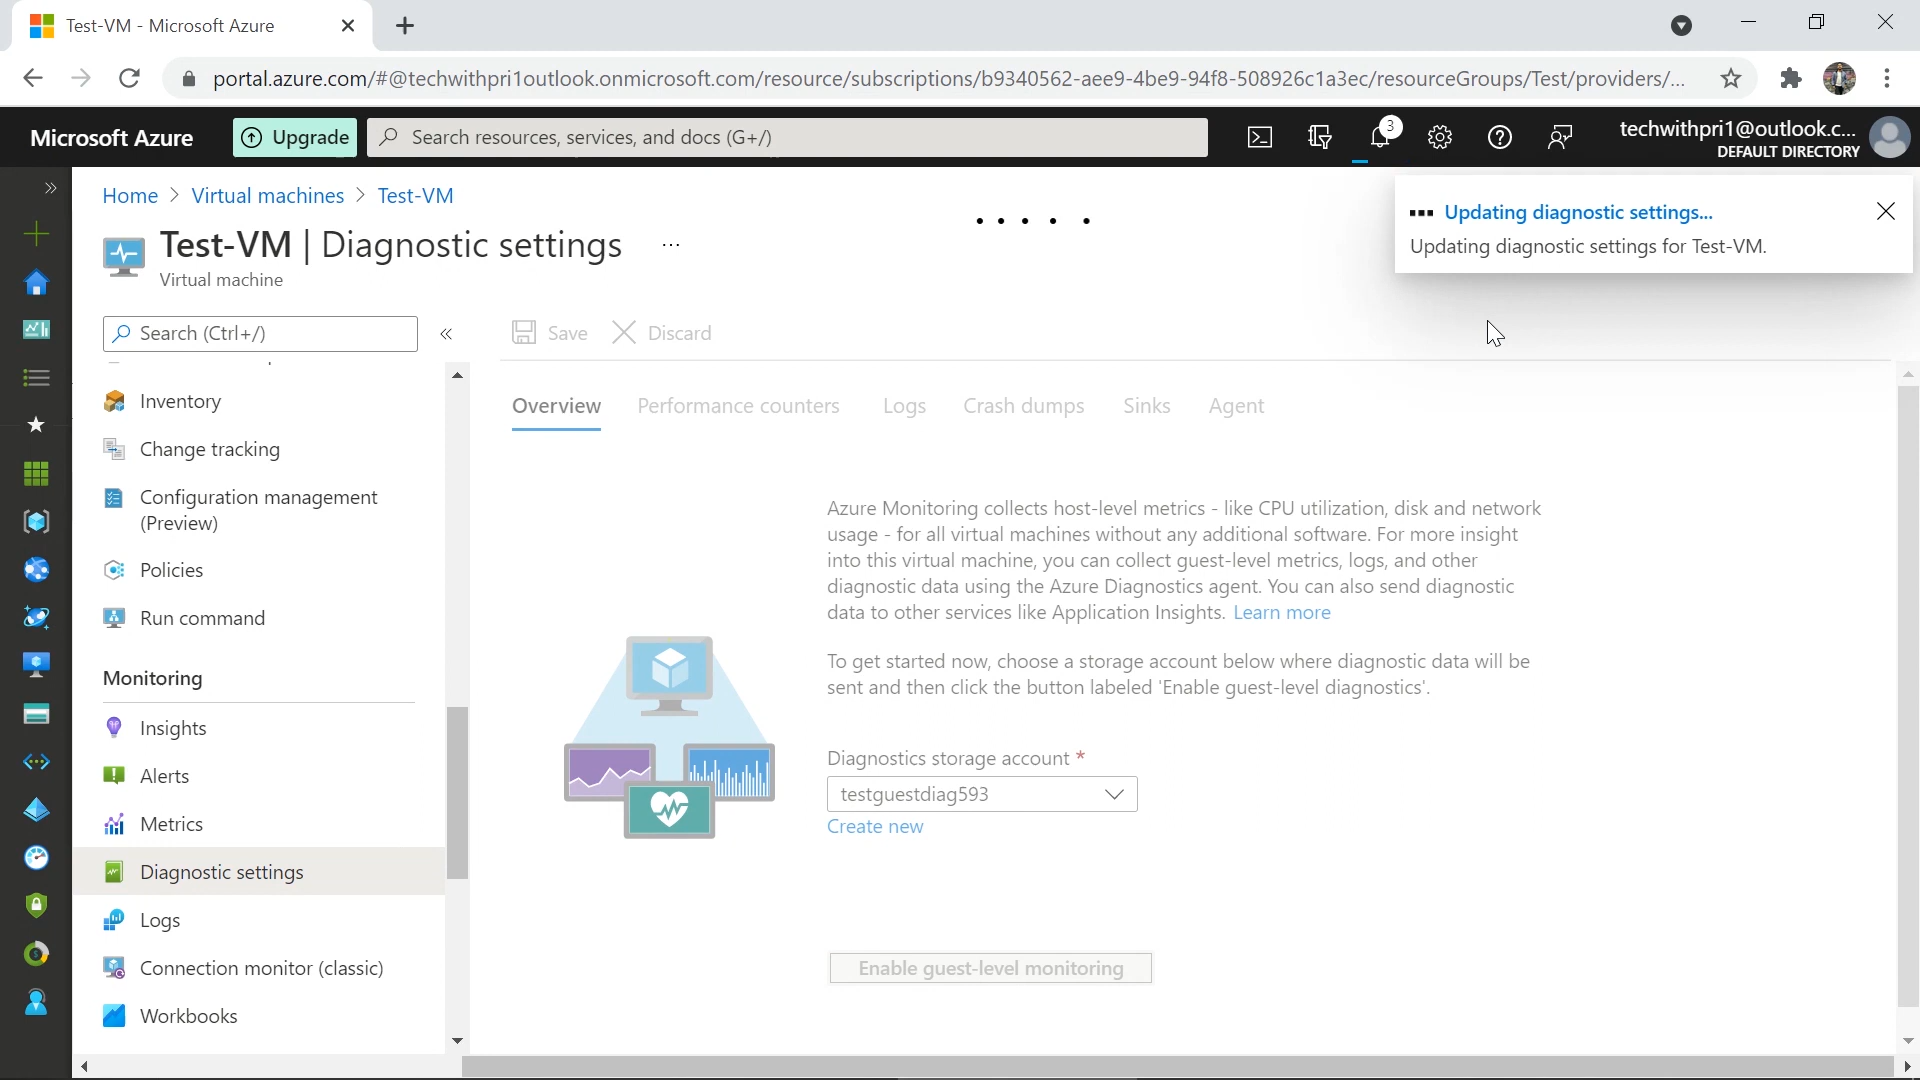 Test-VM - Microsoft Azure
portal.azure.com/#@techwithpri1outlook.onmicrosoft.com/resource/subscriptions/b9340562-aee9-4be9-94f8-508926c1a3ec/resourceGroups/Test/providers/...
Microsoft Azure
Upgrade
Search resources, services, and docs (G+/)
3
techwithpri1@outlook.c...
DEFAULT DIRECTORY
Home > Virtual machines > Test-VM
Test-VM | Diagnostic settings ...
Virtual machine
Updating diagnostic settings...
Updating diagnostic settings for Test-VM.
Search (Ctrl+/)
«
Save
Discard
Inventory
Change tracking
Configuration management
(Preview)
Policies
Run command
Monitoring
Insights
Alerts
Metrics
Diagnostic settings
Logs
Connection monitor (classic)
Workbooks
Overview
Performance counters
Logs
Crash dumps
Sinks
Agent
Azure Monitoring collects host-level metrics - like CPU utilization, disk and network
usage - for all virtual machines without any additional software. For more insight
into this virtual machine, you can collect guest-level metrics, logs, and other
diagnostic data using the Azure Diagnostics agent. You can also send diagnostic
data to other services like Application Insights. Learn more
To get started now, choose a storage account below where diagnostic data will be
sent and then click the button labeled 'Enable guest-level diagnostics'.
Diagnostics storage account *
testguestdiag593
Create new
Enable guest-level monitoring